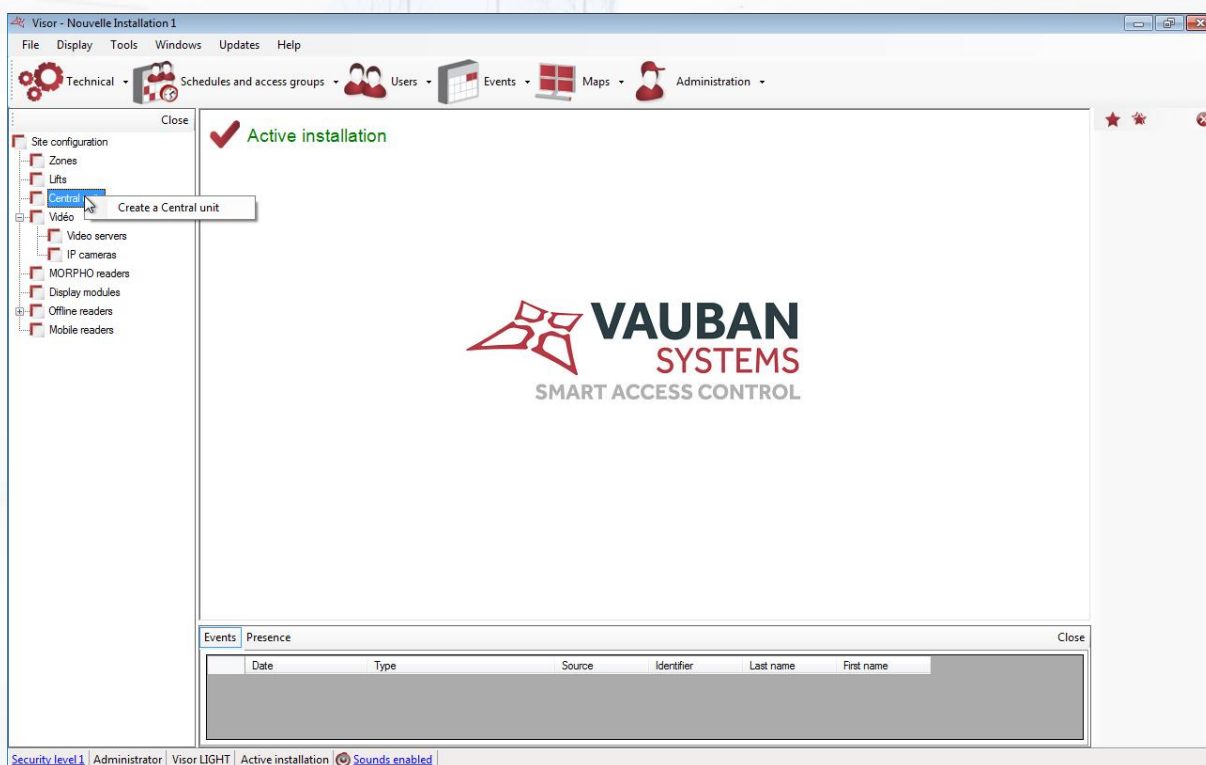 Visor - Nouvelle Installation 1
File Display Tools Windows Updates Help
Technical Schedules and access groups Users Events Maps Administration
Close
Site configuration
Zones
Lifts
Central
Create a Central unit
Vidéo
Video servers
IP cameras
MORPHO readers
Display modules
Offline readers
Mobile readers
Active installation
VAUBAN
SYSTEMS
SMART ACCESS CONTROL
Events Presence Close
Date Type Source Identifier Last name First name
Security level 1 Administrator Visor LIGHT Active installation Sounds enabled